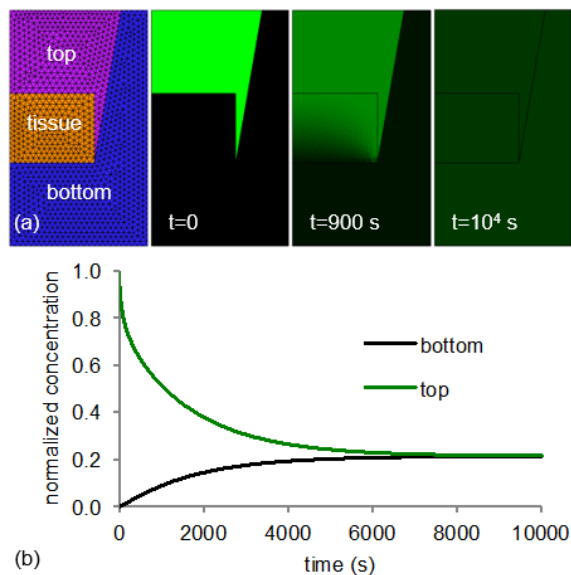 top
tissue
bottom
(a)
t=0
t=900 s
t=10⁴ s
normalized concentration
1.0
0.8
0.6
0.4
0.2
0.0
bottom
top
0
2000
4000
6000
8000
10000
time (s)
(b)